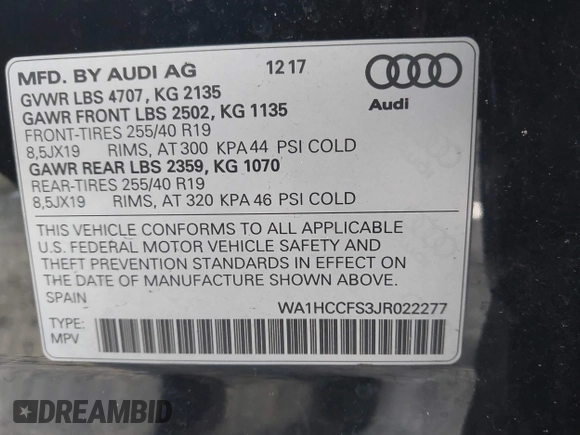 MFD. BY AUDI AG 12 17
GVWR LBS 4707, KG 2135
GAWR FRONT LBS 2502, KG 1135
FRONT-TIRES 255/40 R19
8,5JX19 RIMS, AT 300 KPA 44 PSI COLD
GAWR REAR LBS 2359, KG 1070
REAR-TIRES 255/40 R19
8,5JX19 RIMS, AT 320 KPA 46 PSI COLD
Audi
THIS VEHICLE CONFORMS TO ALL APPLICABLE
U.S. FEDERAL MOTOR VEHICLE SAFETY AND
THEFT PREVENTION STANDARDS IN EFFECT ON
THE DATE OF MANUFACTURE SHOWN ABOVE.
SPAIN WA1HCCFS3JR022277
TYPE:
MPV
DREAMBID